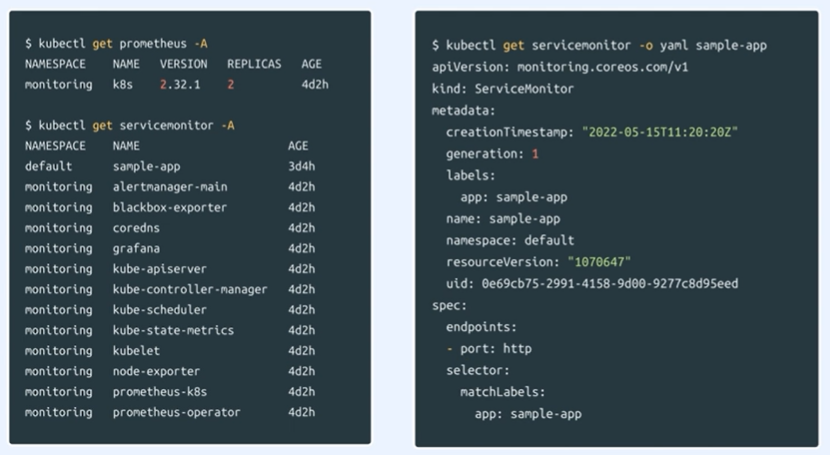 $ kubectl get prometheus -A
NAMESPACE NAME VERSION REPLICAS AGE
monitoring k8s 2.32.1 2 4d2h
$ kubectl get servicemonitor -A
NAMESPACE NAME AGE
default sample-app 3d4h
monitoring alertmanager-main 4d2h
monitoring blackbox-exporter 4d2h
monitoring coredns 4d2h
monitoring grafana 4d2h
monitoring kube-apiserver 4d2h
monitoring kube-controller-manager 4d2h
monitoring kube-scheduler 4d2h
monitoring kube-state-metrics 4d2h
monitoring kubelet 4d2h
monitoring node-exporter 4d2h
monitoring prometheus-k8s 4d2h
monitoring prometheus-operator 4d2h
$ kubectl get servicemonitor -o yaml sample-app
apiVersion: monitoring.coreos.com/v1
kind: ServiceMonitor
metadata:
  creationTimestamp: "2022-05-15T11:20:20Z"
  generation: 1
  labels:
    app: sample-app
  name: sample-app
  namespace: default
  resourceVersion: "1070647"
  uid: 0e69cb75-2991-4158-9d00-9277c8d95eed
spec:
  endpoints:
  - port: http
  selector:
    matchLabels:
      app: sample-app